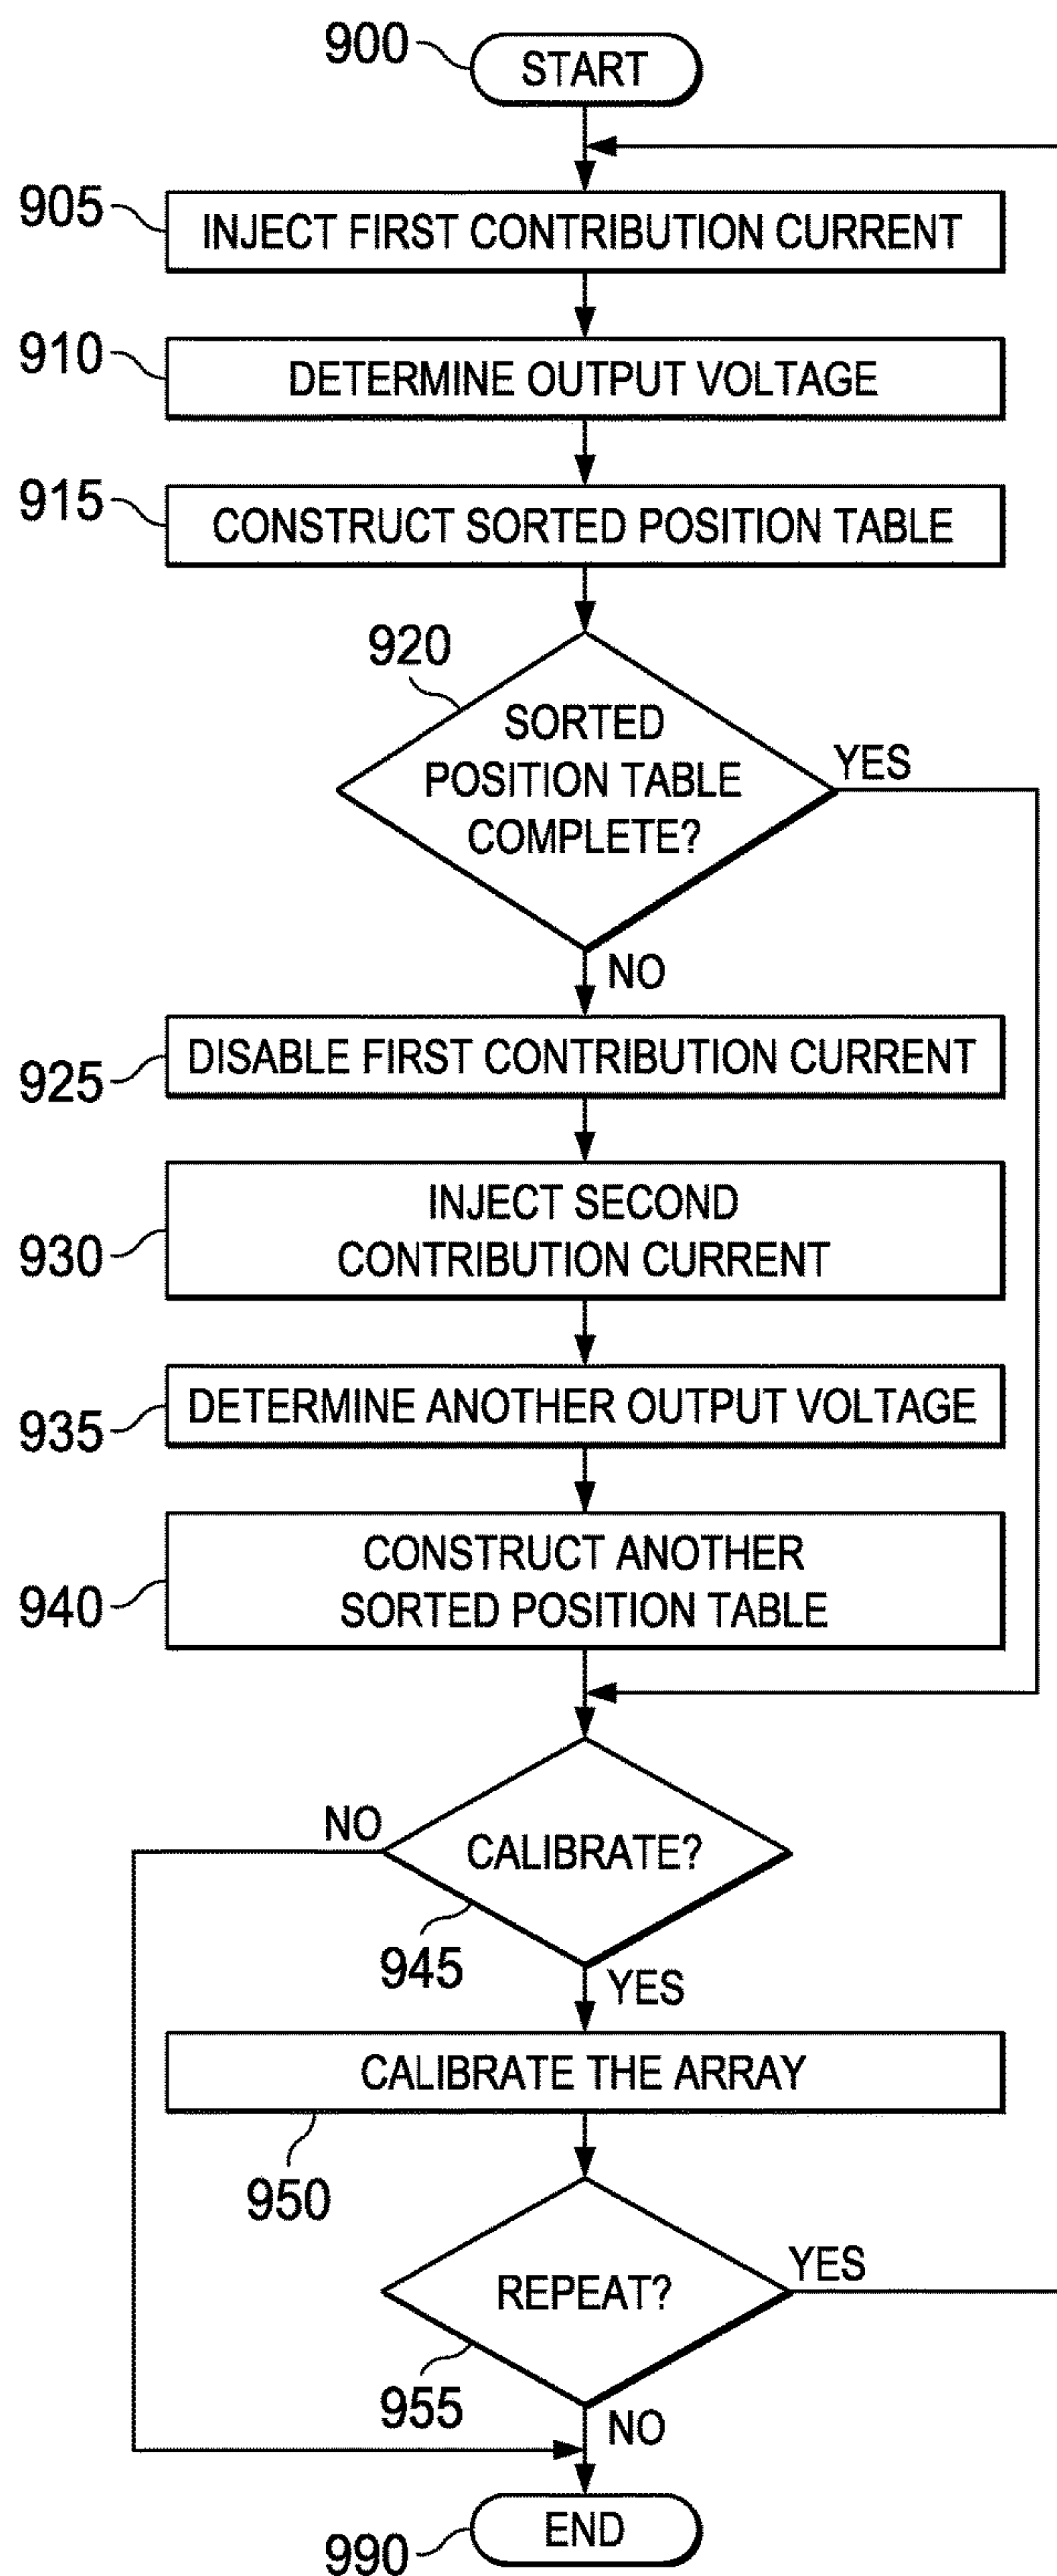 900
START
905
INJECT FIRST CONTRIBUTION CURRENT
910
DETERMINE OUTPUT VOLTAGE
915
CONSTRUCT SORTED POSITION TABLE
920
SORTED
POSITION TABLE
COMPLETE?
YES
NO
925
DISABLE FIRST CONTRIBUTION CURRENT
930
INJECT SECOND
CONTRIBUTION CURRENT
935
DETERMINE ANOTHER OUTPUT VOLTAGE
940
CONSTRUCT ANOTHER
SORTED POSITION TABLE
NO
CALIBRATE?
945
YES
CALIBRATE THE ARRAY
950
REPEAT?
YES
955
NO
END
990